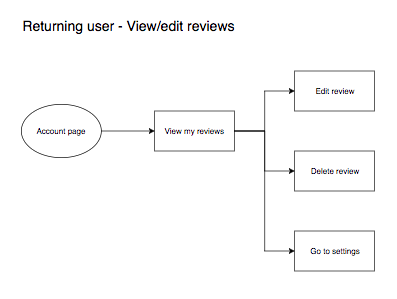 Returning user - View/edit reviews
Account page
View my reviews
Edit review
Delete review
Go to settings